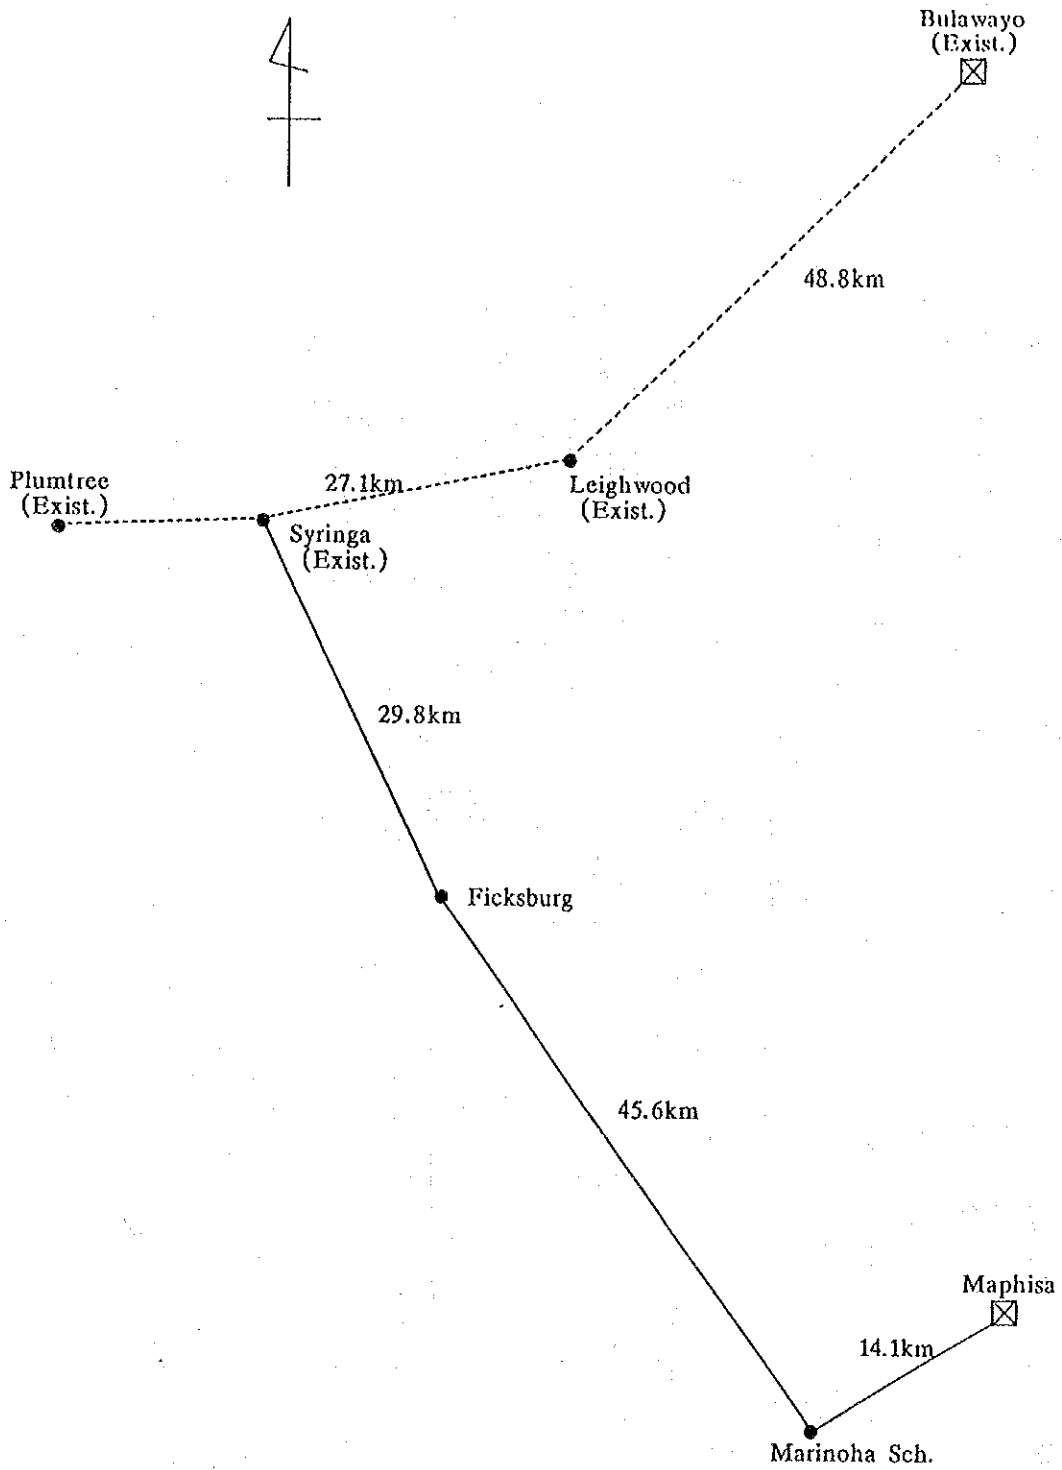 Bulawayo
(Exist.)
48.8km
Plumtree
(Exist.)
27.1km
Leighwood
(Exist.)
Syringa
(Exist.)
29.8km
Ficksburg
45.6km
Maphisa
14.1km
Marinoha Sch.